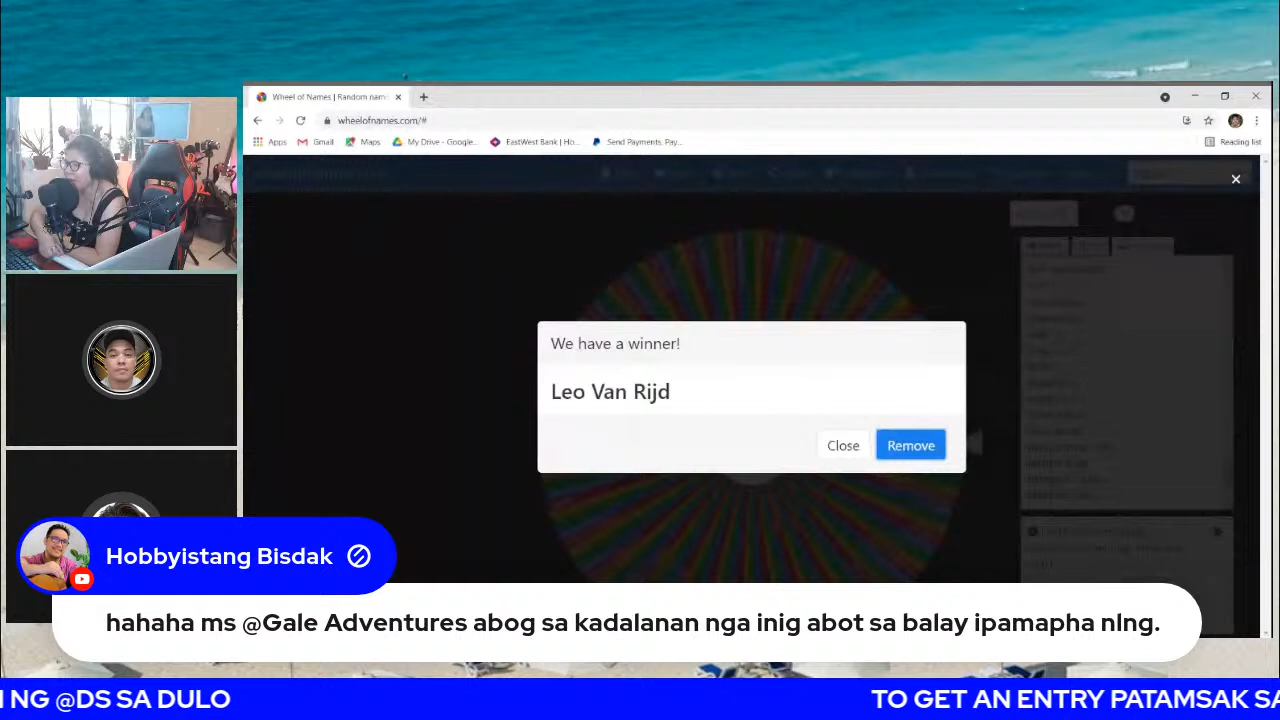 Wheel of Names | Random nam
wheelofnames.com/#
Apps Gmail Maps My Drive - Google... EastWest Bank | Ho... Send Payments, Pay... Reading list
We have a winner!
Leo Van Rijd
Close Remove
Hobbyistang Bisdak
hahaha ms @Gale Adventures abog sa kadalanan nga inig abot sa balay ipamapha nlng.
NG @DS SA DULO TO GET AN ENTRY PATAMSAK SA